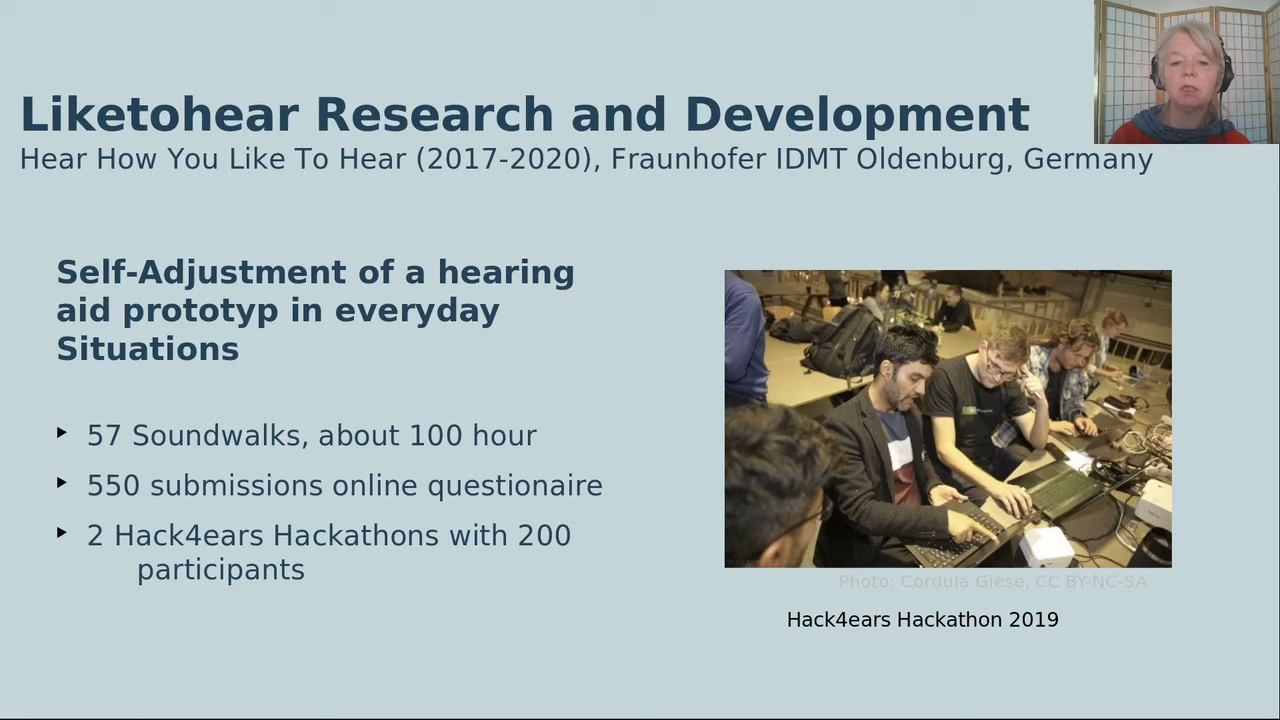 Liketohear Research and Development
Hear How You Like To Hear (2017-2020), Fraunhofer IDMT Oldenburg, Germany
Self-Adjustment of a hearing
aid prototyp in everyday
Situations
57 Soundwalks, about 100 hour
550 submissions online questionaire
2 Hack4ears Hackathons with 200
participants
Photo: Cordula Giese, CC BY-NC-SA
Hack4ears Hackathon 2019